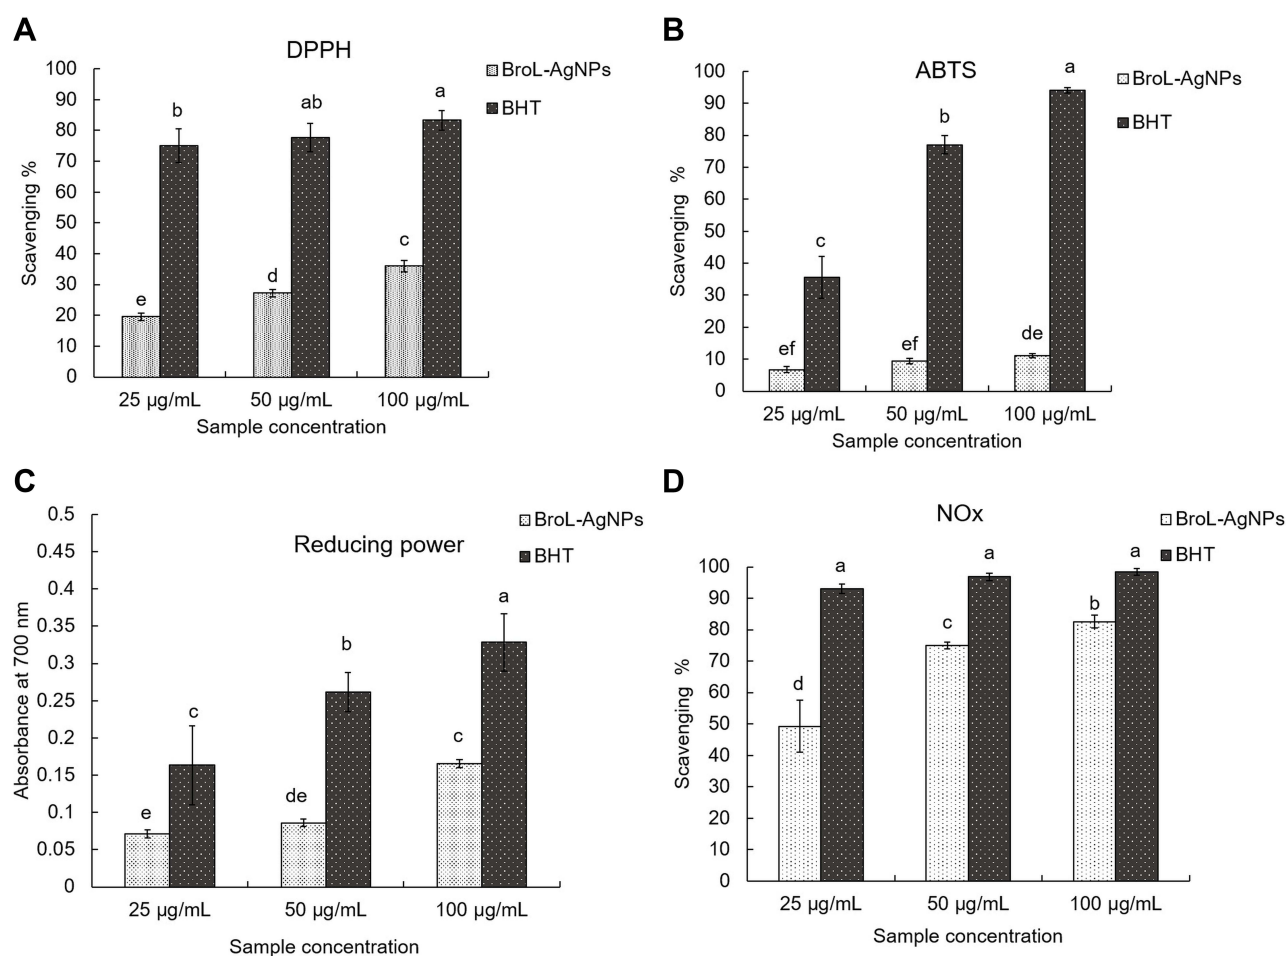 A
DPPH
BroL-AgNPs
BHT
Scavenging %
100
90
80
70
60
50
40
30
20
10
0
e
b
d
ab
c
a
25 µg/mL
50 µg/mL
100 µg/mL
Sample concentration
B
ABTS
BroL-AgNPs
BHT
Scavenging %
100
90
80
70
60
50
40
30
20
10
0
ef
c
ef
b
de
a
25 µg/mL
50 µg/mL
100 µg/mL
Sample concentration
C
Reducing power
BroL-AgNPs
BHT
Absorbance at 700 nm
0.5
0.45
0.4
0.35
0.3
0.25
0.2
0.15
0.1
0.05
0
e
c
de
b
c
a
25 µg/mL
50 µg/mL
100 µg/mL
Sample concentration
D
NOx
BroL-AgNPs
BHT
Scavenging %
100
90
80
70
60
50
40
30
20
10
0
d
a
c
a
b
a
25 µg/mL
50 µg/mL
100 µg/mL
Sample concentration